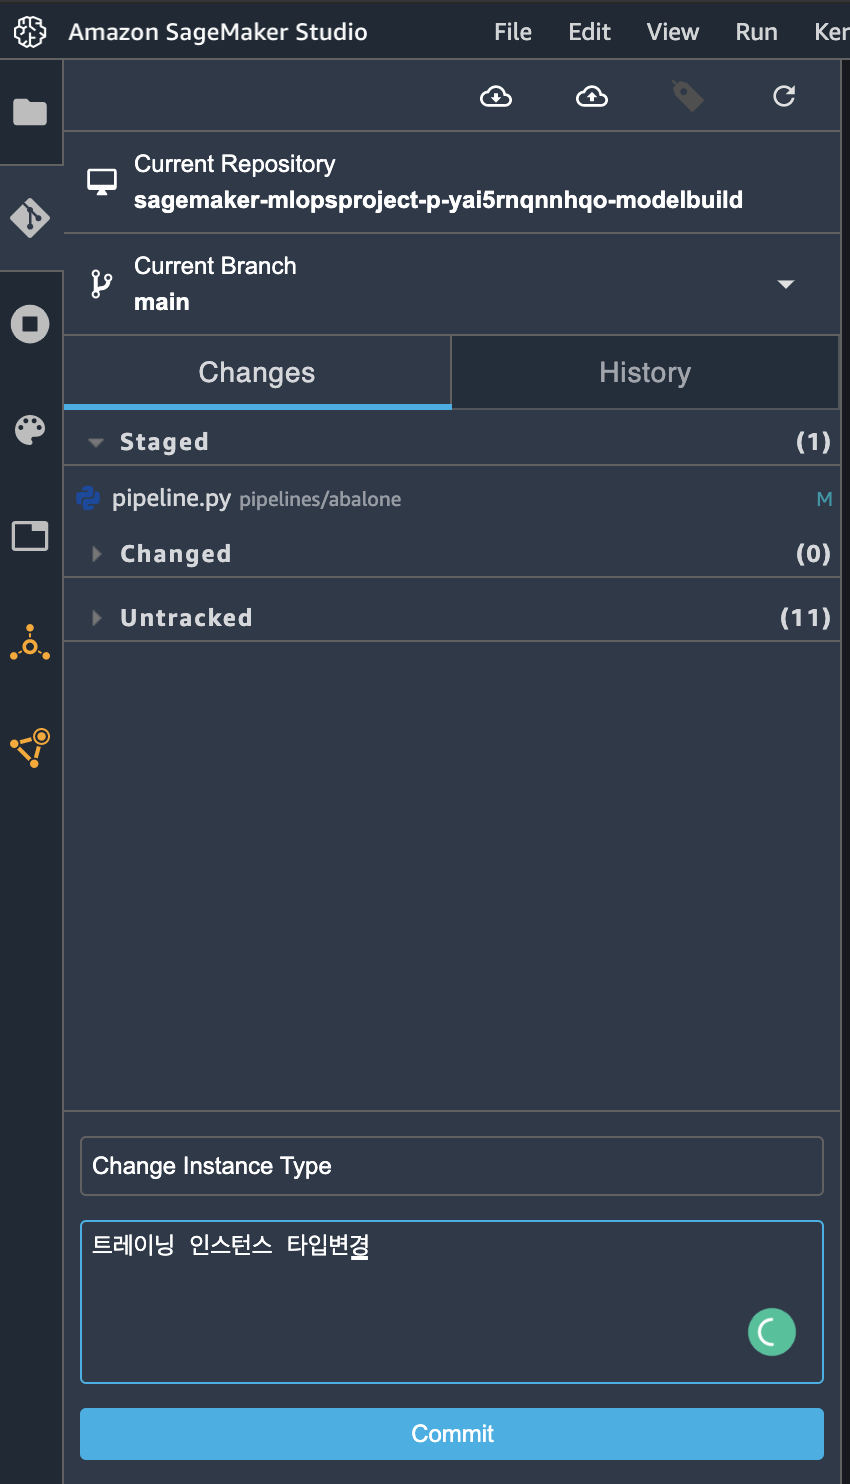 Amazon SageMaker Studio File Edit View Run Ker
Current Repository
sagemaker-mlopsproject-p-yai5rnqnnhqo-modelbuild
Current Branch
main
Changes History
Staged (1)
pipeline.py pipelines/abalone M
Changed (0)
Untracked (11)
Change Instance Type
트레이닝 인스턴스 타입변경
Commit